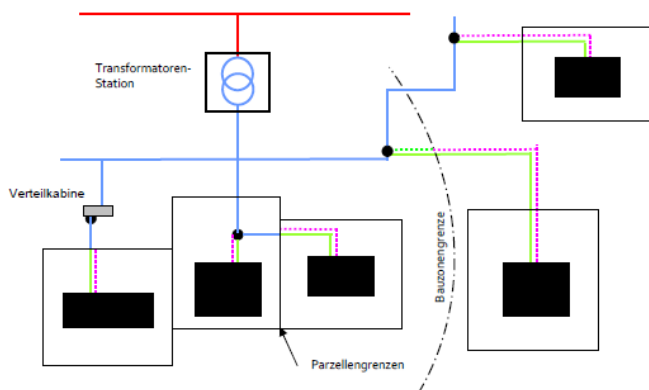 Transformatoren-
Station
Verteilkabine
Bauzonengrenze
Parzellengrenzen